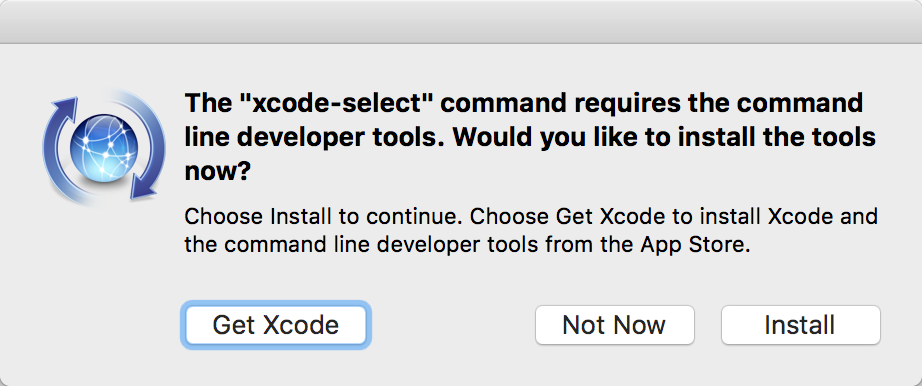 The "xcode-select" command requires the command
line developer tools. Would you like to install the tools
now?
Choose Install to continue. Choose Get Xcode to install Xcode and
the command line developer tools from the App Store.
Get Xcode Not Now Install